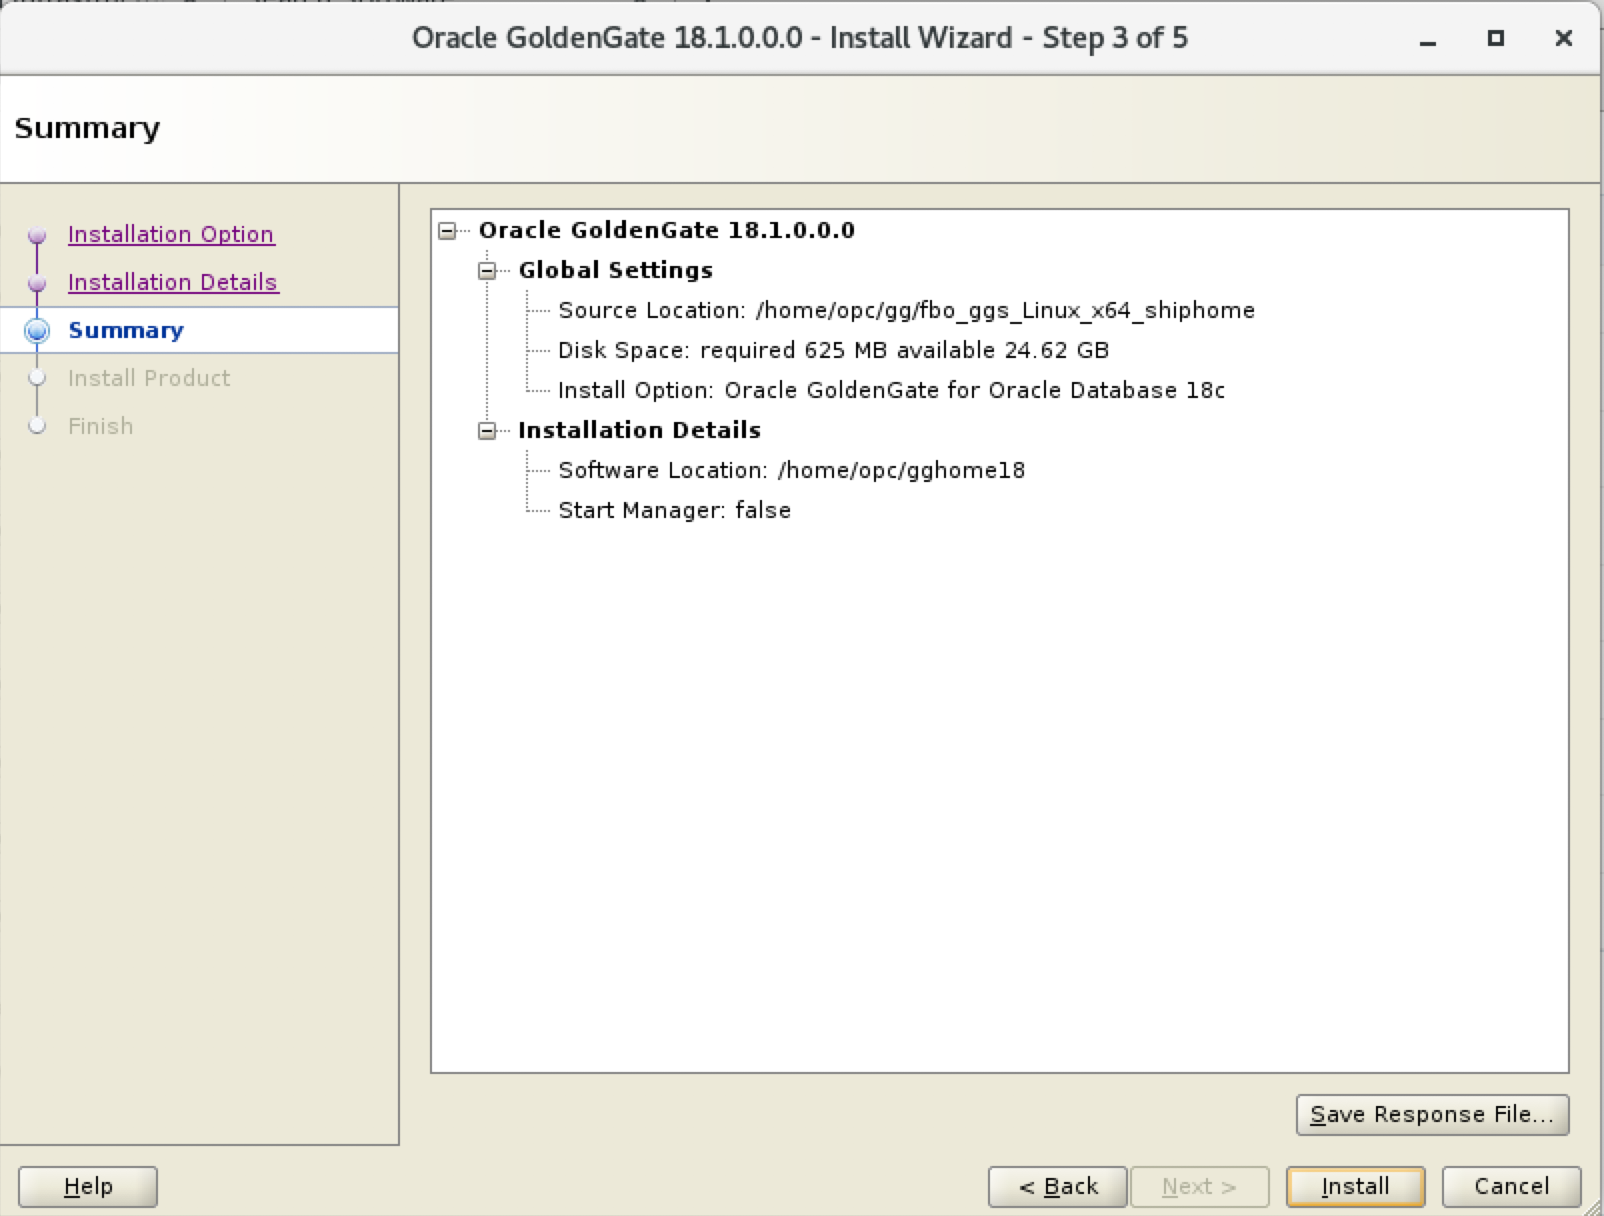 Oracle GoldenGate 18.1.0.0.0 - Install Wizard - Step 3 of 5
Summary
Installation Option
Installation Details
Summary
Install Product
Finish
Oracle GoldenGate 18.1.0.0.0
Global Settings
Source Location: /home/opc/gg/fbo_ggs_Linux_x64_shiphome
Disk Space: required 625 MB available 24.62 GB
Install Option: Oracle GoldenGate for Oracle Database 18c
Installation Details
Software Location: /home/opc/gghome18
Start Manager: false
Save Response File...
Help
< Back
Next >
Install
Cancel